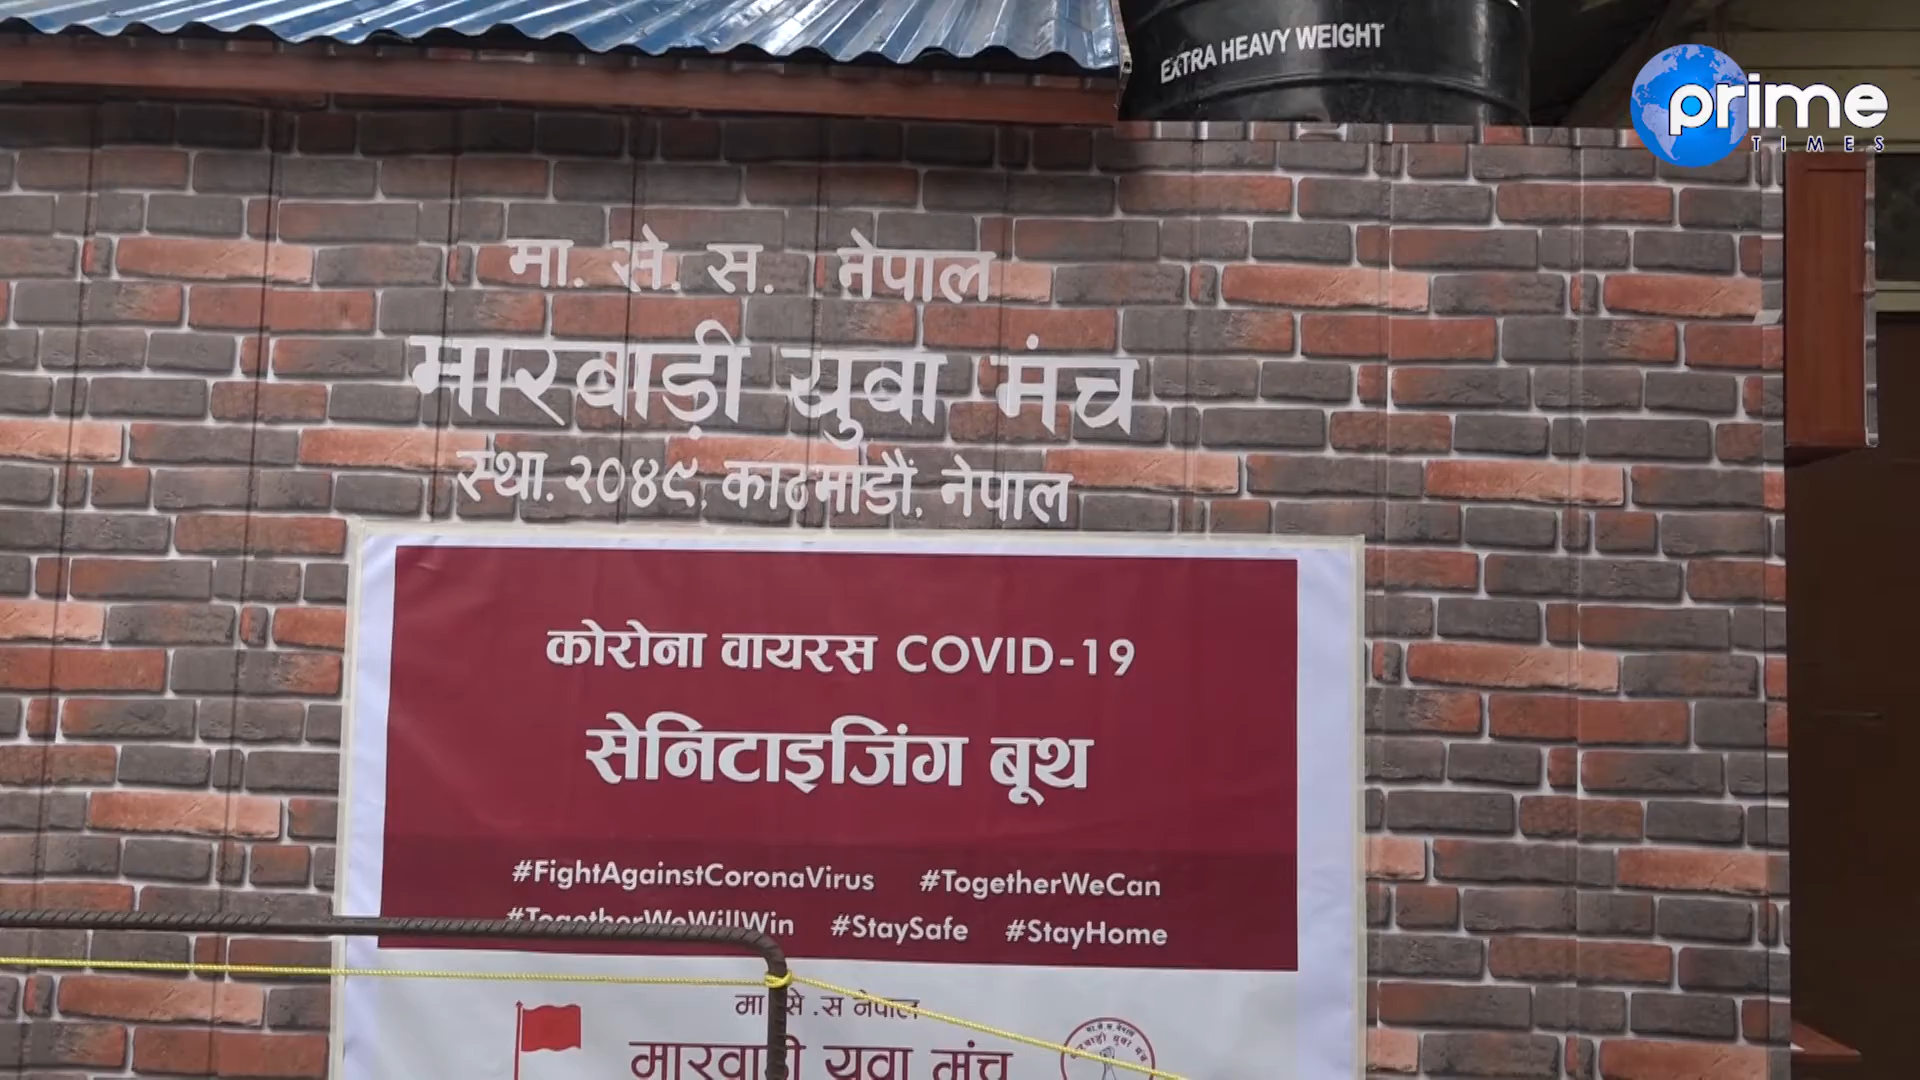 EXTRA HEAVY WEIGHT
prime
TIMES
मा. से. स. नेपाल
मारवाड़ी युवा मंच
स्था. २०४९, काठमाडौं, नेपाल
कोरोना वायरस COVID-19
सेनिटाइजिंग बूथ
#FightAgainstCoronaVirus #TogetherWeCan
#TogetherWeWillWin #StaySafe #StayHome
मा से .स नेपाल
मारवाडी युवा मंच